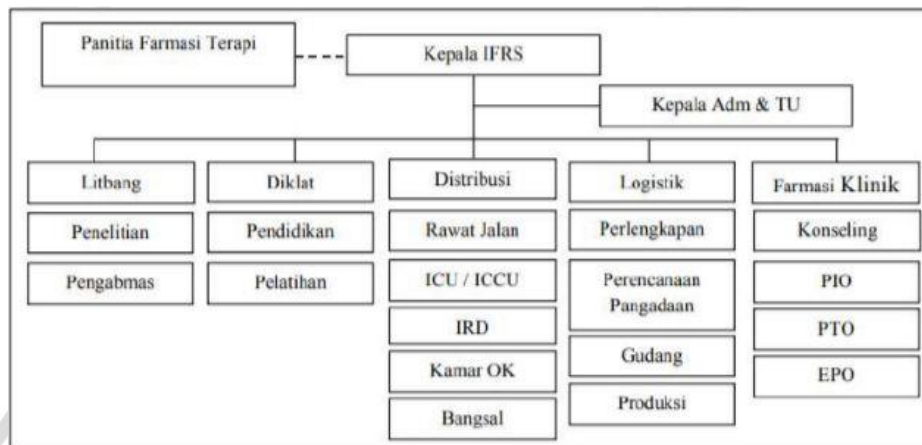 Panitia Farmasi Terapi
Kepala IFRS
Kepala Adm & TU
Litbang
Diklat
Distribusi
Logistik
Farmasi Klinik
Penelitian
Pendidikan
Rawat Jalan
Perlengkapan
Konseling
Pengabmas
Pelatihan
ICU / ICCU
Perencanaan
Pangadaan
PIO
IRD
PTO
Gudang
Kamar OK
EPO
Produksi
Bangsal